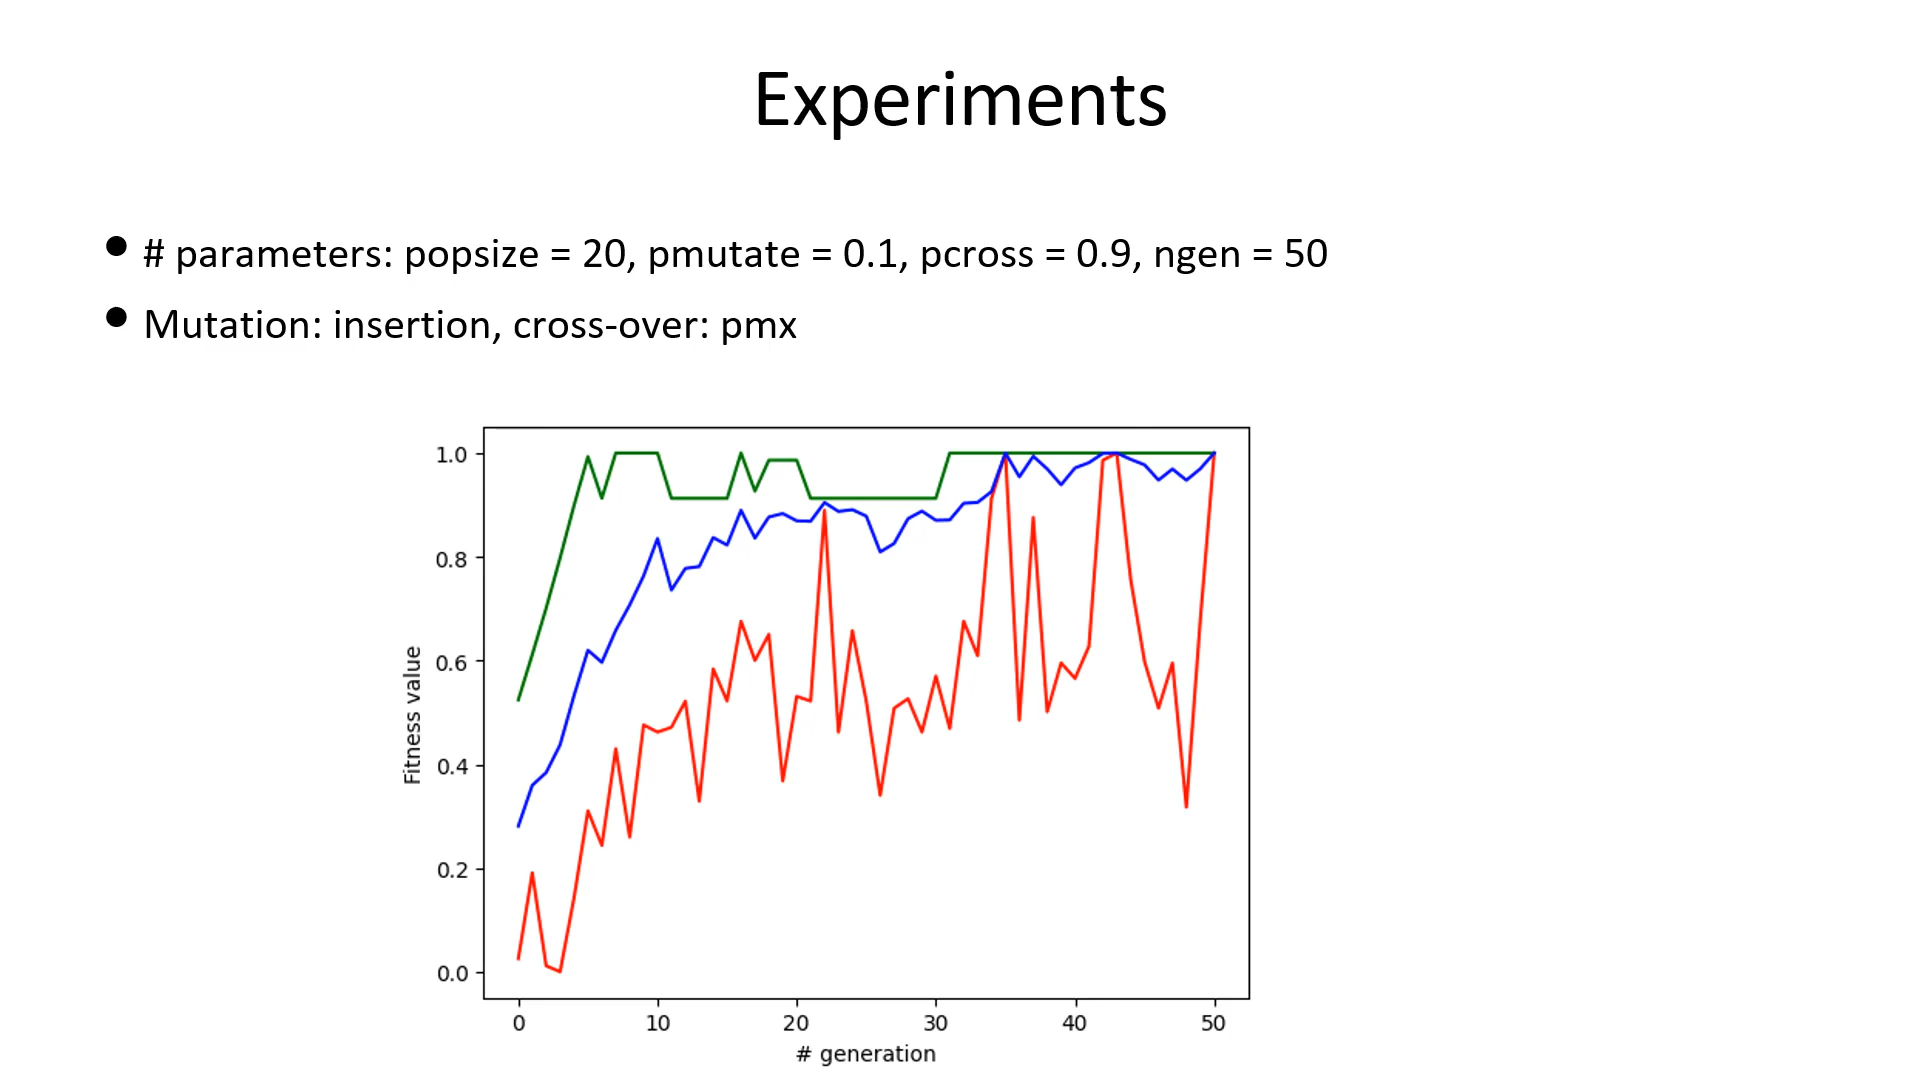 Experiments
# parameters: popsize = 20, pmutate = 0.1, pcross = 0.9, ngen = 50
Mutation: insertion, cross-over: pmx
1.0
0.8
0.6
0.4
0.2
0.0
Fitness value
0 10 20 30 40 50
# generation